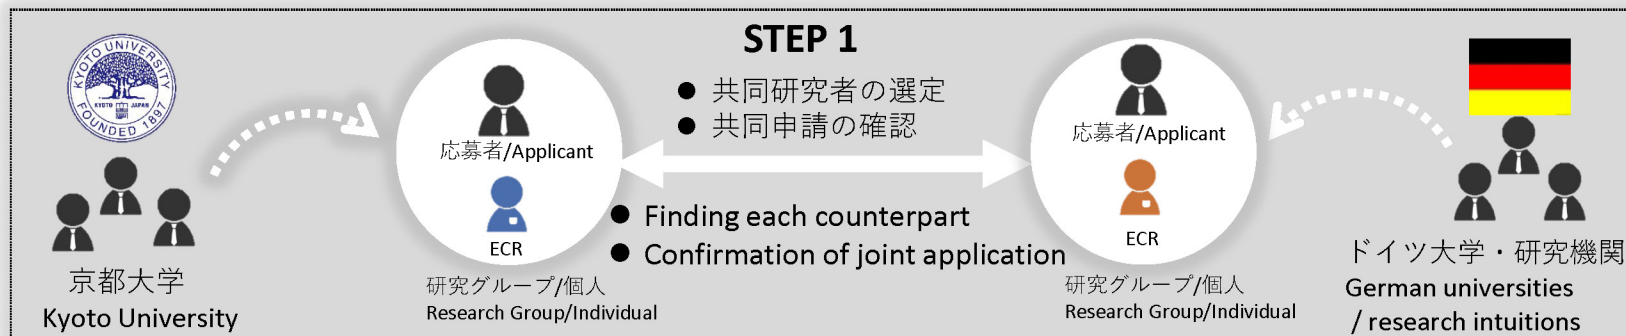 KYOTO UNIVERSITY
KYOTO JAPAN
FOUNDED 1897
京都大学
Kyoto University
応募者/Applicant
ECR
研究グループ/個人
Research Group/Individual
STEP 1
● 共同研究者の選定
● 共同申請の確認
● Finding each counterpart
● Confirmation of joint application
応募者/Applicant
ECR
研究グループ/個人
Research Group/Individual
ドイツ大学・研究機関
German universities
/ research intuitions